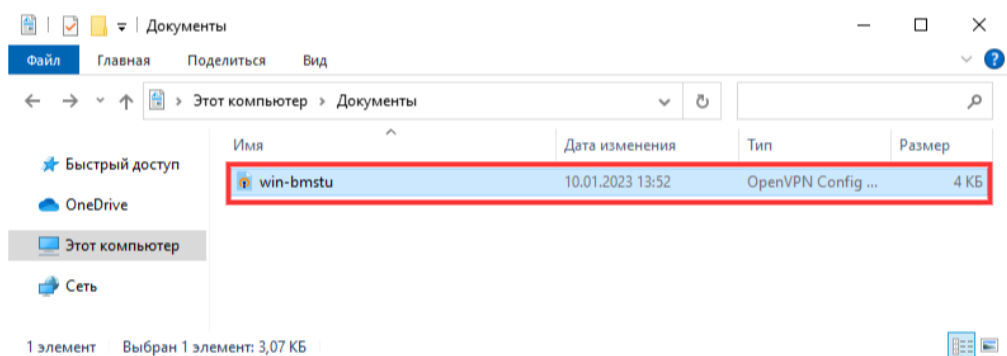 Документы
Файл Главная Поделиться Вид
Этот компьютер > Документы
Имя Дата изменения Тип Размер
Быстрый доступ
win-bmstu 10.01.2023 13:52 OpenVPN Config ... 4 КБ
OneDrive
Этот компьютер
Сеть
1 элемент Выбран 1 элемент: 3,07 КБ